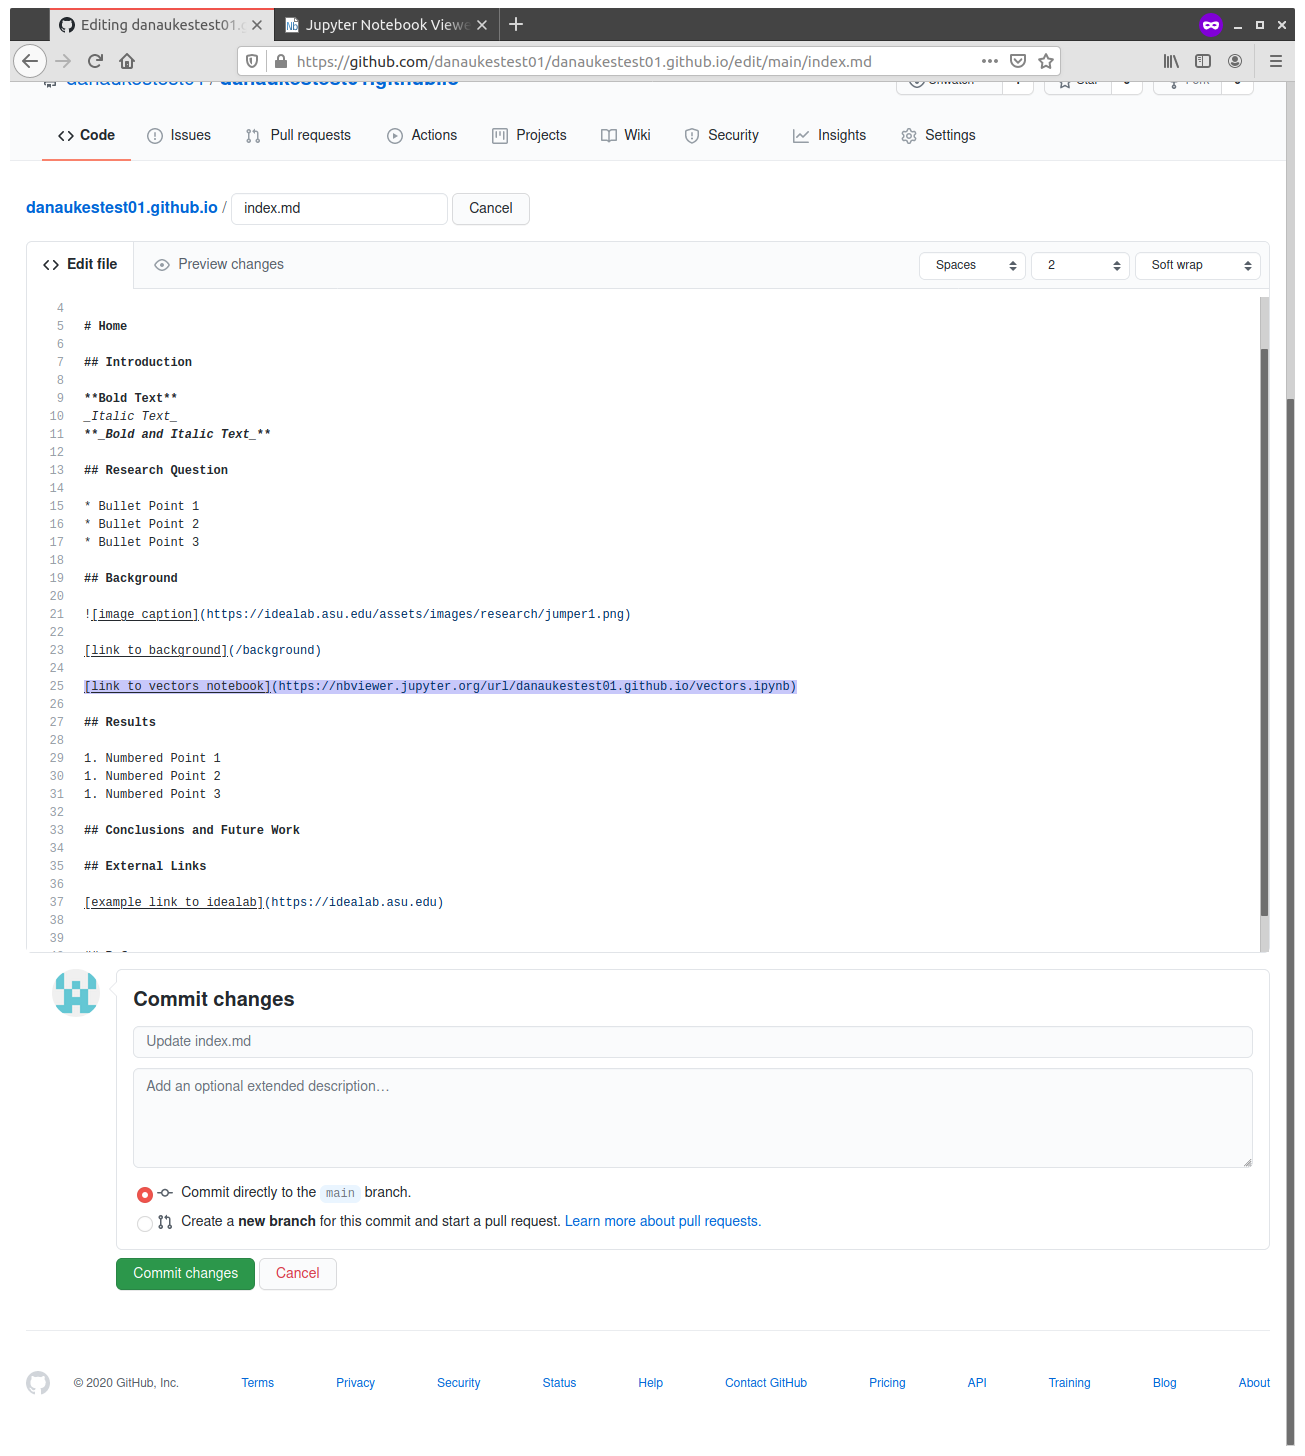 Editing danaukestest01.g
Nb Jupyter Notebook Viewe
https://github.com/danaukestest01/danaukestest01.github.io/edit/main/index.md
danaukestest01 / danaukestest01.github.io
Unwatch Star Fork
Code Issues Pull requests Actions Projects Wiki Security Insights Settings
danaukestest01.github.io / index.md Cancel
Edit file Preview changes Spaces 2 Soft wrap
4
5 # Home
6
7 ## Introduction
8
9 **Bold Text**
10 _Italic Text_
11 **_Bold and Italic Text_**
12
13 ## Research Question
14
15 * Bullet Point 1
16 * Bullet Point 2
17 * Bullet Point 3
18
19 ## Background
20
21 ![image caption](https://idealab.asu.edu/assets/images/research/jumper1.png)
22
23 [link to background](/background)
24
25 [link to vectors notebook](https://nbviewer.jupyter.org/url/danaukestest01.github.io/vectors.ipynb)
26
27 ## Results
28
29 1. Numbered Point 1
30 1. Numbered Point 2
31 1. Numbered Point 3
32
33 ## Conclusions and Future Work
34
35 ## External Links
36
37 [example link to idealab](https://idealab.asu.edu)
38
39
Commit changes
Update index.md
Add an optional extended description…
Commit directly to the main branch.
Create a new branch for this commit and start a pull request. Learn more about pull requests.
Commit changes Cancel
© 2020 GitHub, Inc. Terms Privacy Security Status Help Contact GitHub Pricing API Training Blog About